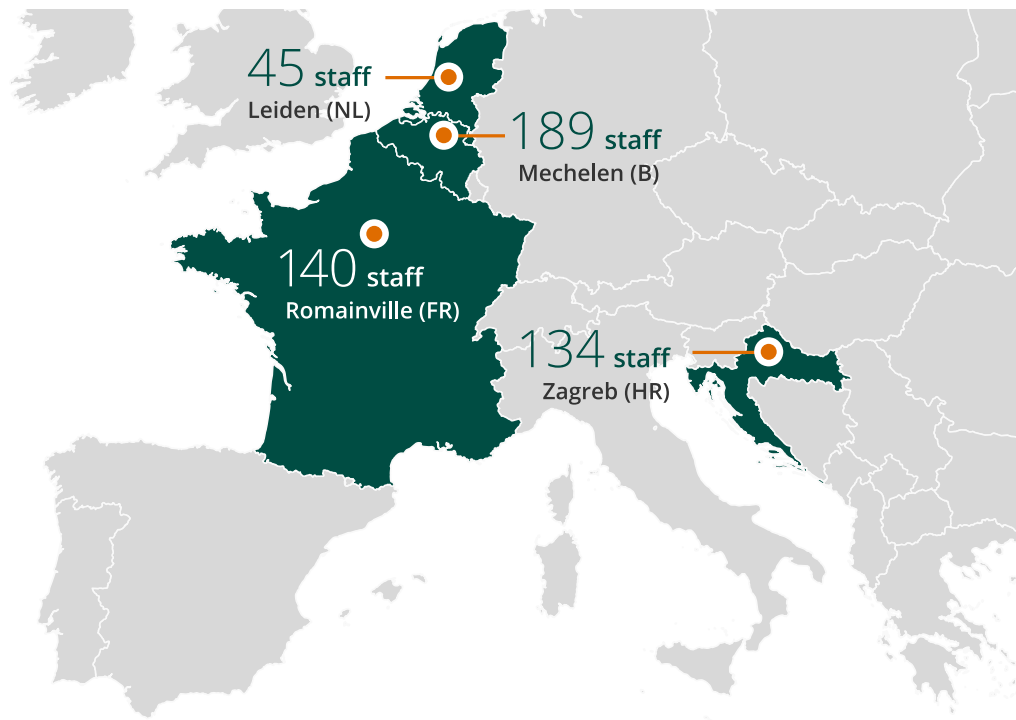 45 staff
Leiden (NL)
189 staff
Mechelen (B)
140 staff
Romainville (FR)
134 staff
Zagreb (HR)